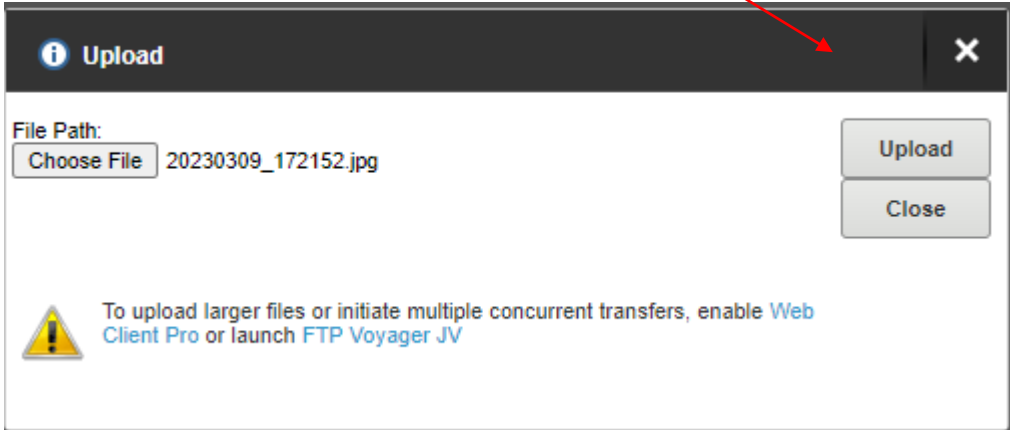 Upload
File Path:
Choose File 20230309_172152.jpg
Upload
Close
To upload larger files or initiate multiple concurrent transfers, enable Web
Client Pro or launch FTP Voyager JV